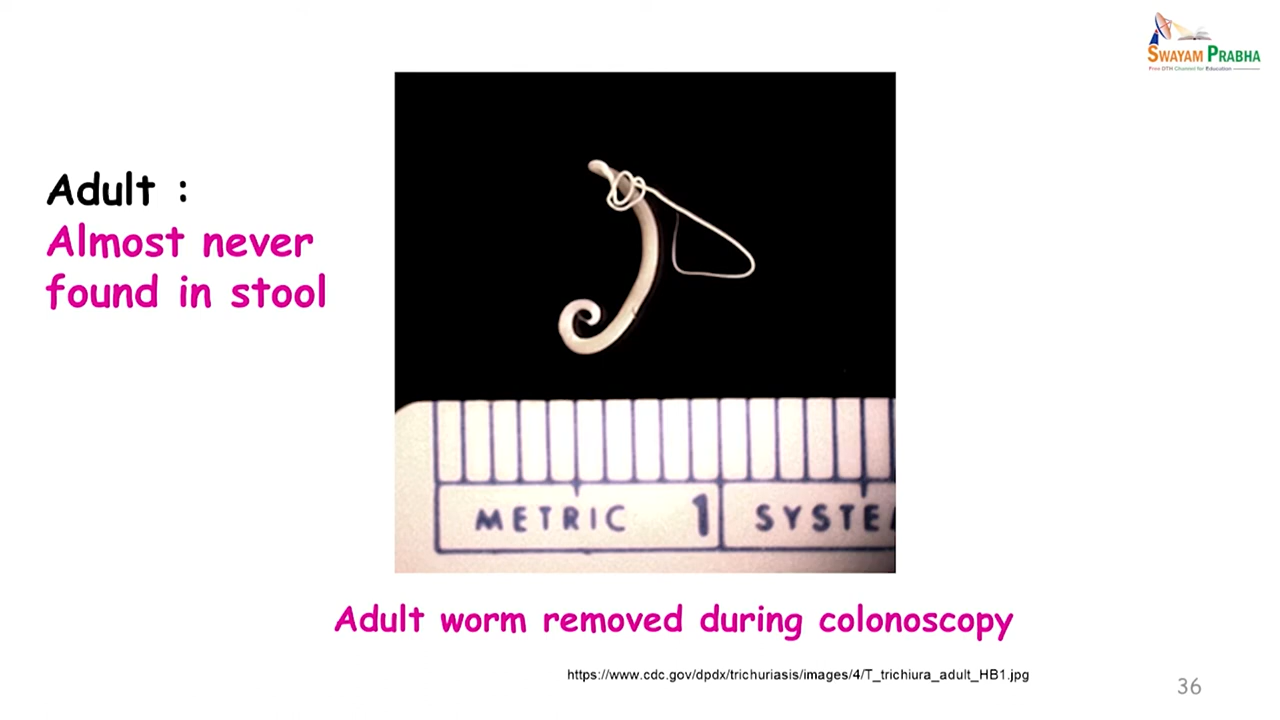 SWAYAM PRABHA
Free DTH Channel for Education
Adult :
Almost never
found in stool
METRIC 1 SYSTE
Adult worm removed during colonoscopy
https://www.cdc.gov/dpdx/trichuriasis/images/4/T_trichiura_adult_HB1.jpg
36